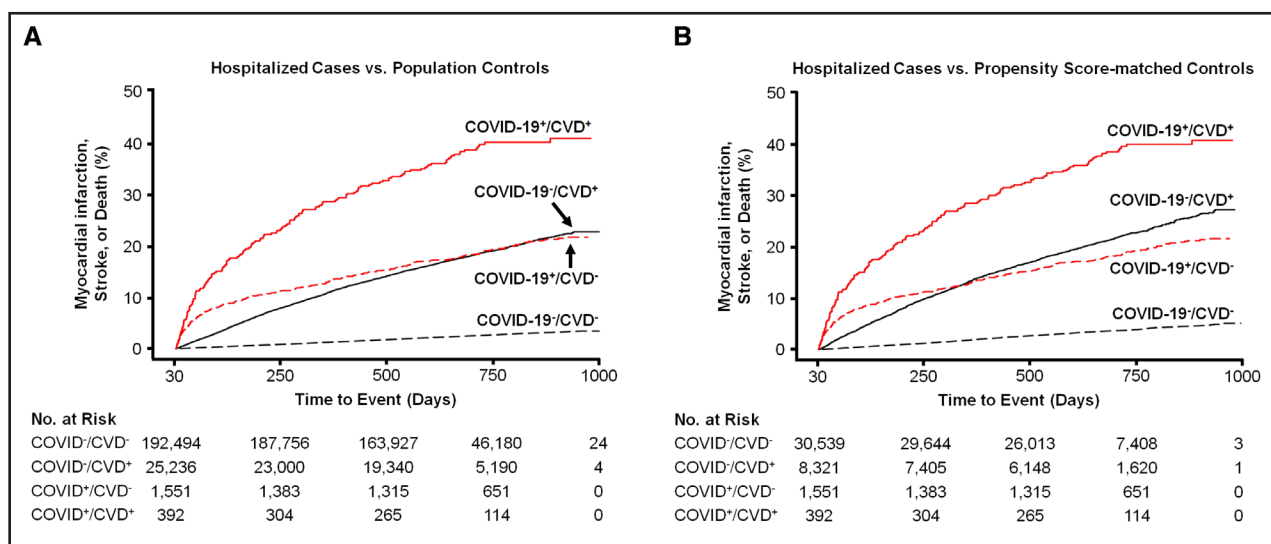 A
Hospitalized Cases vs. Population Controls
Myocardial infarction,
Stroke, or Death (%)
50
40
30
20
10
0
COVID-19⁺/CVD⁺
COVID-19⁻/CVD⁺
COVID-19⁺/CVD⁻
COVID-19⁻/CVD⁻
30 250 500 750 1000
Time to Event (Days)
No. at Risk
COVID⁻/CVD⁻ 192,494 187,756 163,927 46,180 24
COVID⁻/CVD⁺ 25,236 23,000 19,340 5,190 4
COVID⁺/CVD⁻ 1,551 1,383 1,315 651 0
COVID⁺/CVD⁺ 392 304 265 114 0
B
Hospitalized Cases vs. Propensity Score-matched Controls
Myocardial infarction,
Stroke, or Death (%)
50
40
30
20
10
0
COVID-19⁺/CVD⁺
COVID-19⁻/CVD⁺
COVID-19⁺/CVD⁻
COVID-19⁻/CVD⁻
30 250 500 750 1000
Time to Event (Days)
No. at Risk
COVID⁻/CVD⁻ 30,539 29,644 26,013 7,408 3
COVID⁻/CVD⁺ 8,321 7,405 6,148 1,620 1
COVID⁺/CVD⁻ 1,551 1,383 1,315 651 0
COVID⁺/CVD⁺ 392 304 265 114 0